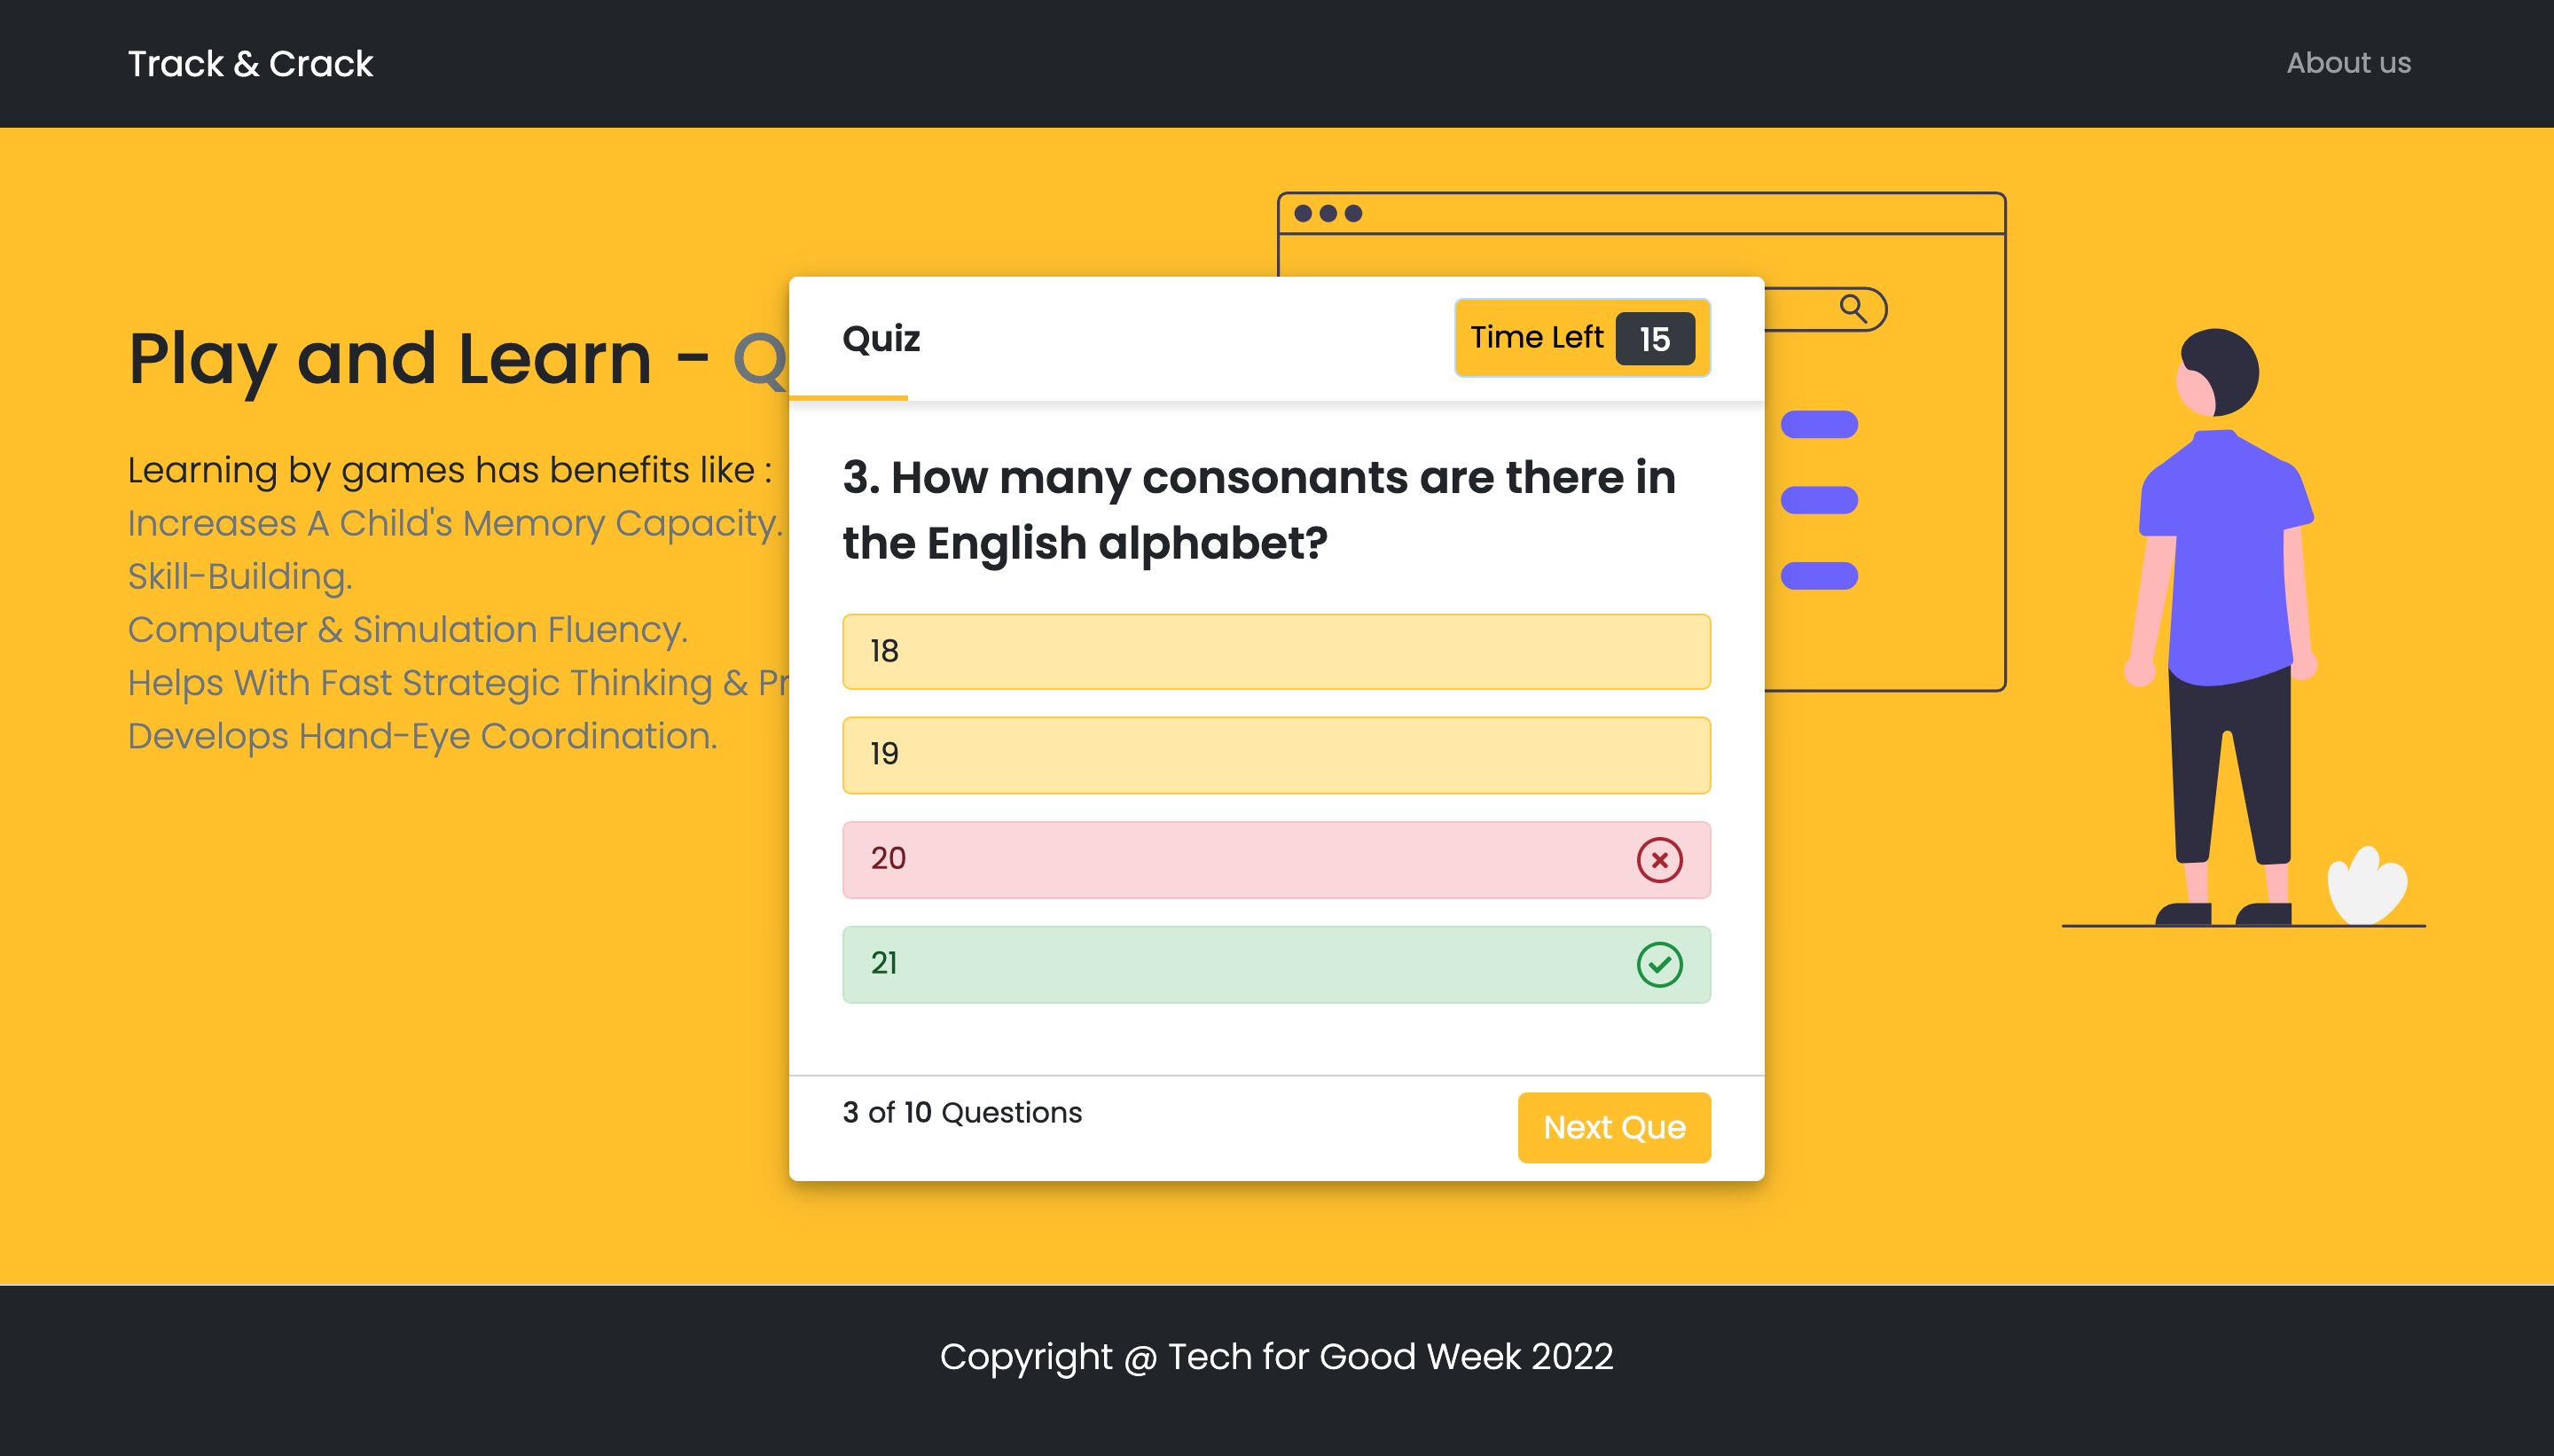 Track & Crack
About us
Play and Learn - Q
Learning by games has benefits like :
Increases A Child's Memory Capacity.
Skill-Building.
Computer & Simulation Fluency.
Helps With Fast Strategic Thinking & Pr
Develops Hand-Eye Coordination.
Quiz
Time Left 15
3. How many consonants are there in
the English alphabet?
18
19
20
21
3 of 10 Questions
Next Que
Copyright @ Tech for Good Week 2022